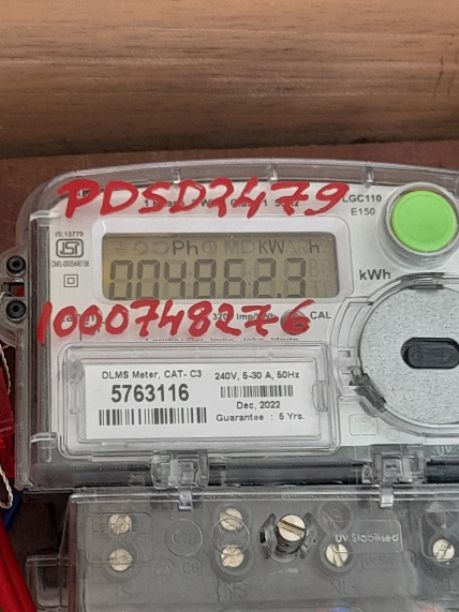 PDSD2479
LGC110
E150
IS:13779
Ph MD KWARh
0048623
kWh
1000748276
CAL
DLMS Meter, CAT- C3
5763116
240V, 5-30 A, 50Hz
Dec, 2022
Guarantee : 5 Yrs.
UV Stabilised